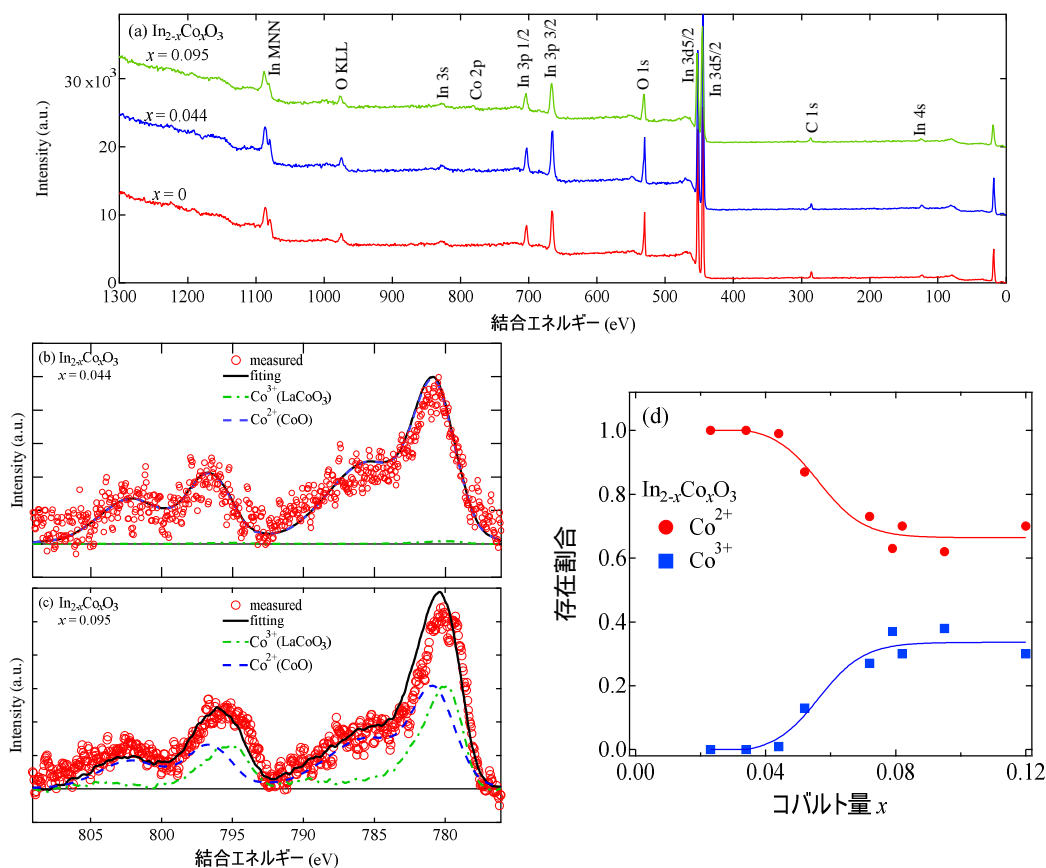 (a) In2-xCoxO3
x = 0.095
30 x10³
x = 0.044
20
x = 0
10
0
Intensity (a.u.)
In MNN
O KLL
In 3s
Co 2p
In 3p 1/2
In 3p 3/2
O 1s
In 3d5/2
In 3d5/2
C 1s
In 4s
1300 1200 1100 1000 900 800 700 600 500 400 300 200 100 0
結合エネルギー (eV)
(b) In2-xCoxO3
x = 0.044
measured
fitting
Co³⁺(LaCoO3)
Co²⁺(CoO)
Intensity (a.u.)
(c) In2-xCoxO3
x = 0.095
measured
fitting
Co³⁺(LaCoO3)
Co²⁺(CoO)
Intensity (a.u.)
805 800 795 790 785 780
結合エネルギー (eV)
(d)
1.0
0.8
0.6
0.4
0.2
0.0
存在割合
In2-xCoxO3
Co²⁺
Co³⁺
0.00 0.04 0.08 0.12
コバルト量 x